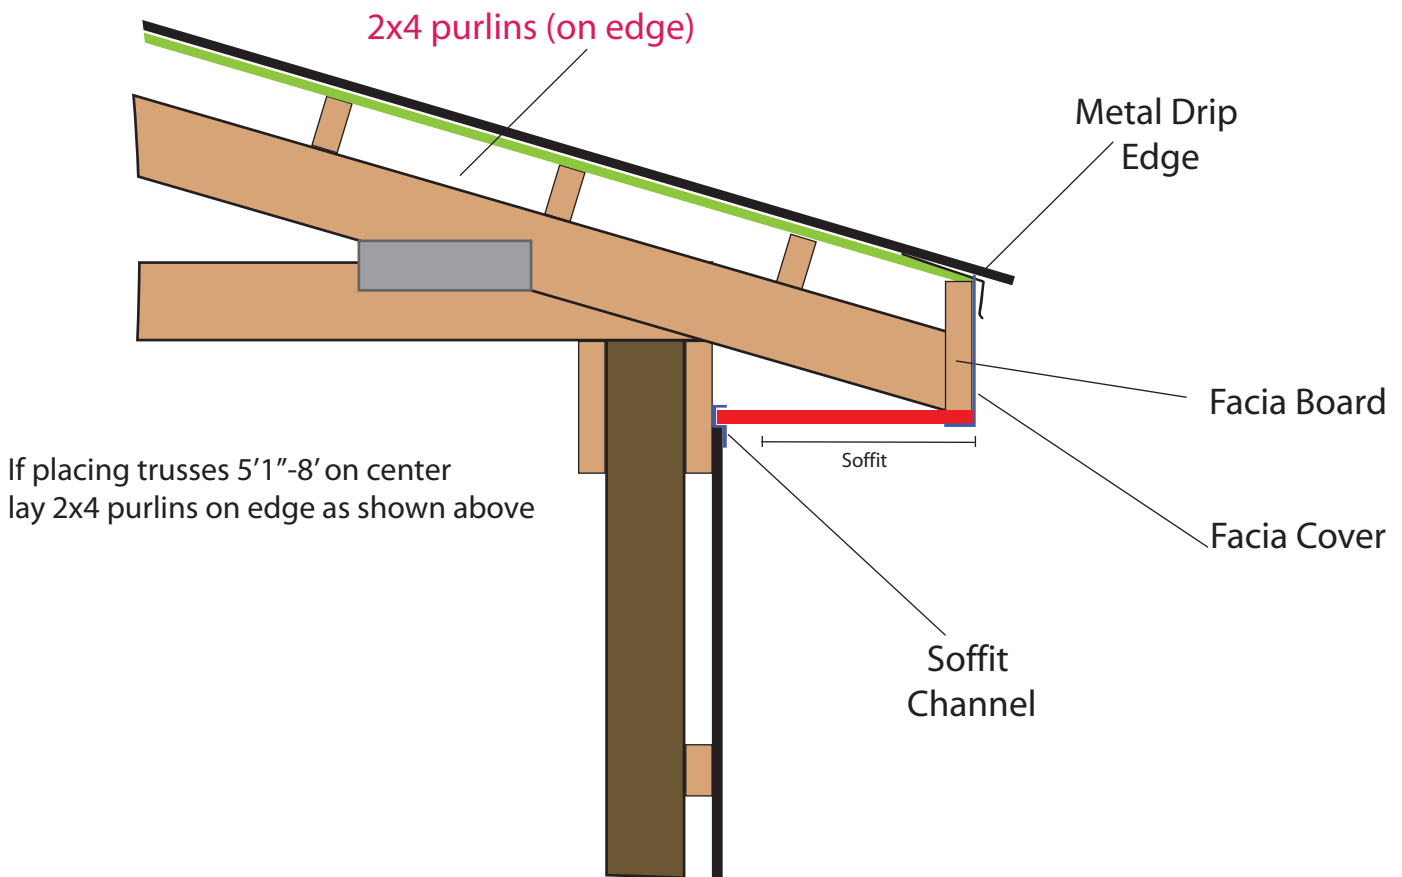 2x4 purlins (on edge)
Metal Drip
Edge
Facia Board
Soffit
If placing trusses 5’1”-8’ on center
lay 2x4 purlins on edge as shown above
Facia Cover
Soffit
Channel